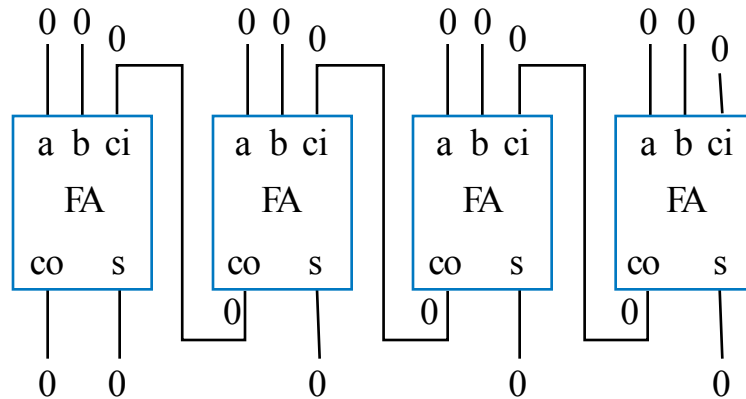 0 0 0 0 0 0 0 0 0 0 0 0
a b ci a b ci a b ci a b ci
FA FA FA FA
co s co s co s co s
0 0 0
0 0 0 0 0